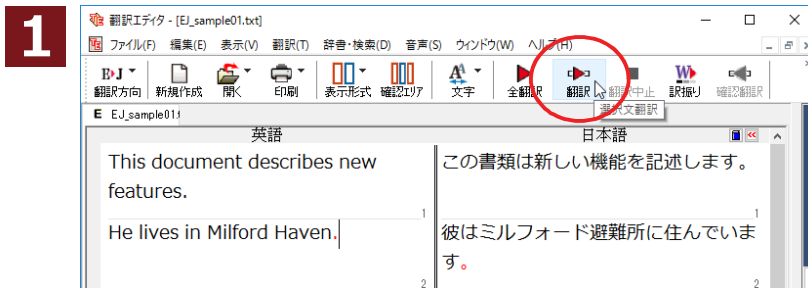 1
翻訳エディタ - [EJ_sample01.txt]
ファイル(F) 編集(E) 表示(V) 翻訳(T) 辞書・検索(D) 音声(S) ウィンドウ(W) ヘルプ(H)
E▶J
翻訳方向 新規作成 開く 印刷 表示形式 確認エリア 文字 全翻訳 翻訳 翻訳中止 訳振り 確認翻訳
選択文翻訳
E EJ_sample01.t
英語 日本語
This document describes new
features.
1
この書類は新しい機能を記述します。
1
He lives in Milford Haven.
2
彼はミルフォード避難所に住んでいま
す。
2